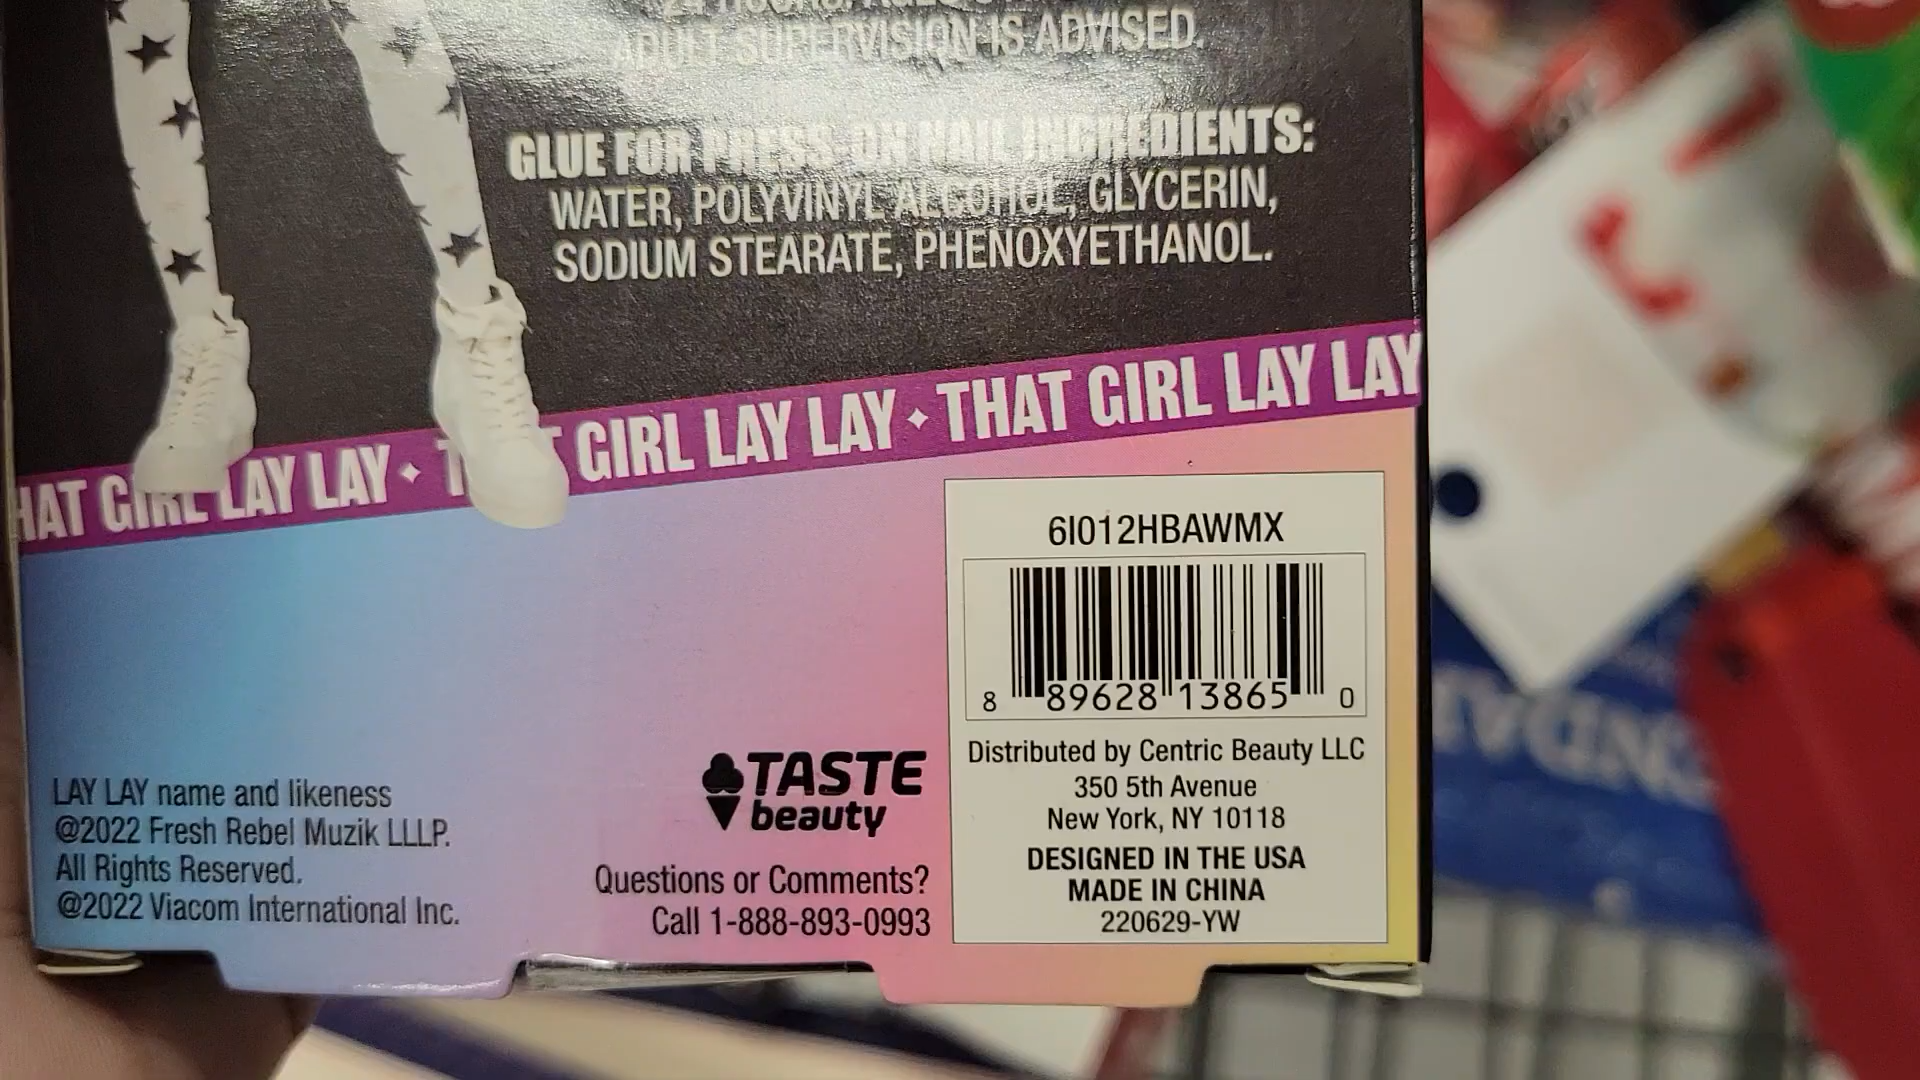 24 HOURS.
ADULT SUPERVISION IS ADVISED.
GLUE FOR PRESS-ON NAIL INGREDIENTS:
WATER, POLYVINYL ALCOHOL, GLYCERIN,
SODIUM STEARATE, PHENOXYETHANOL.
HAT GIRL LAY LAY ✦ T T GIRL LAY LAY ✦ THAT GIRL LAY LAY
6I012HBAWMX
8 89628 13865 0
Distributed by Centric Beauty LLC
350 5th Avenue
New York, NY 10118
DESIGNED IN THE USA
MADE IN CHINA
220629-YW
TASTE
beauty
Questions or Comments?
Call 1-888-893-0993
LAY LAY name and likeness
@2022 Fresh Rebel Muzik LLLP.
All Rights Reserved.
@2022 Viacom International Inc.